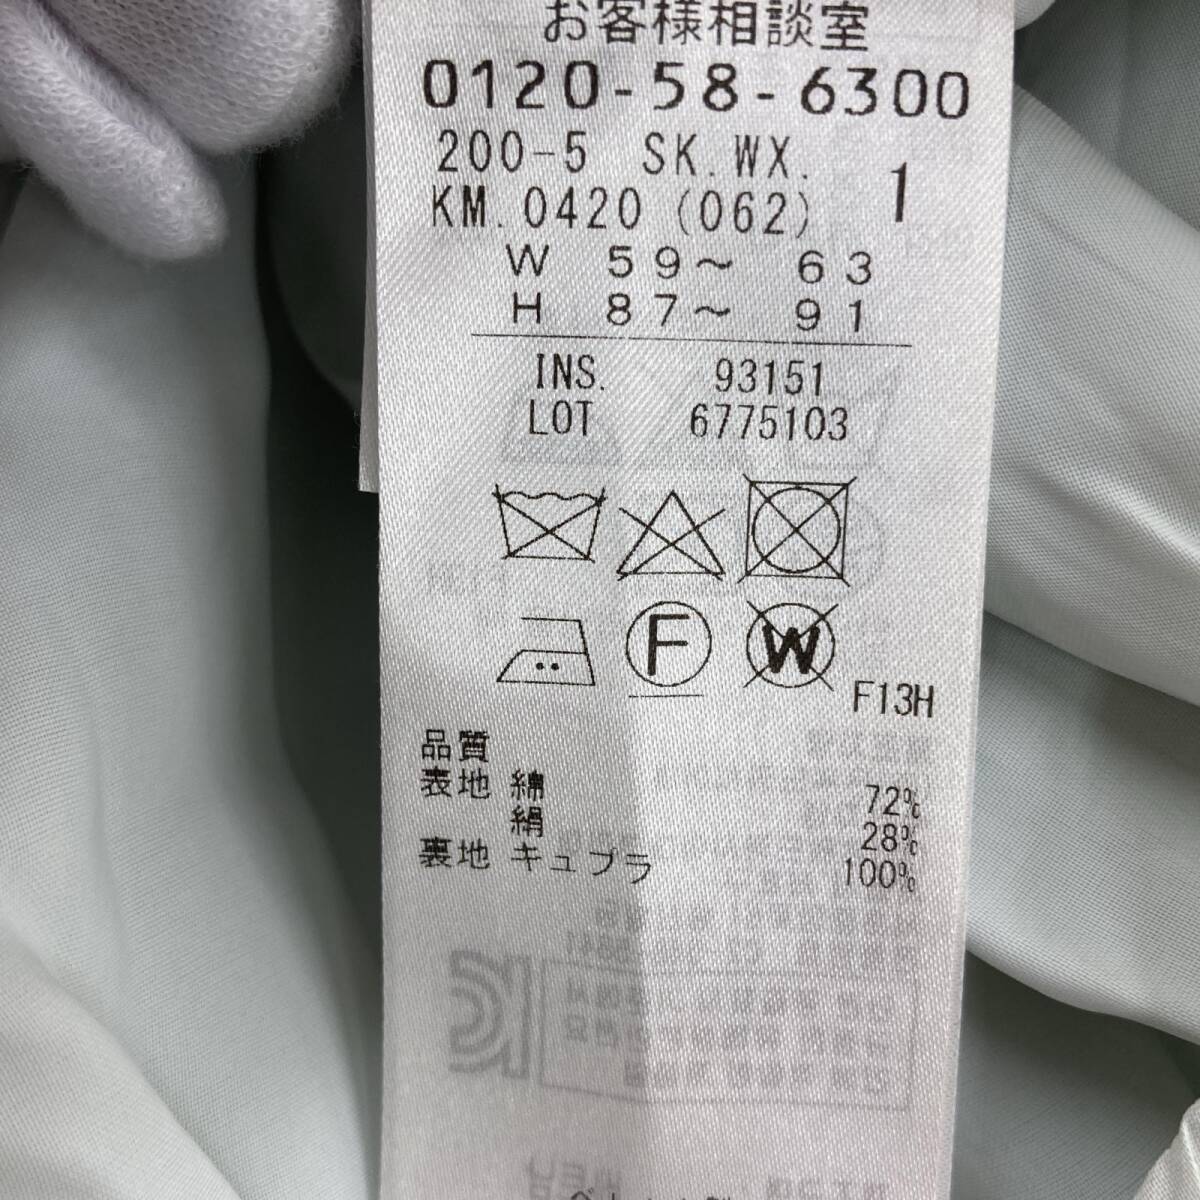 お客様相談室
0120-58-6300
200-5 SK.WX.
KM.0420 (062) 1
W 59～ 63
H 87～ 91
INS. 93151
LOT 6775103
F
W
F13H
品質
表地 綿 72%
絹 28%
裏地 キュプラ 100%